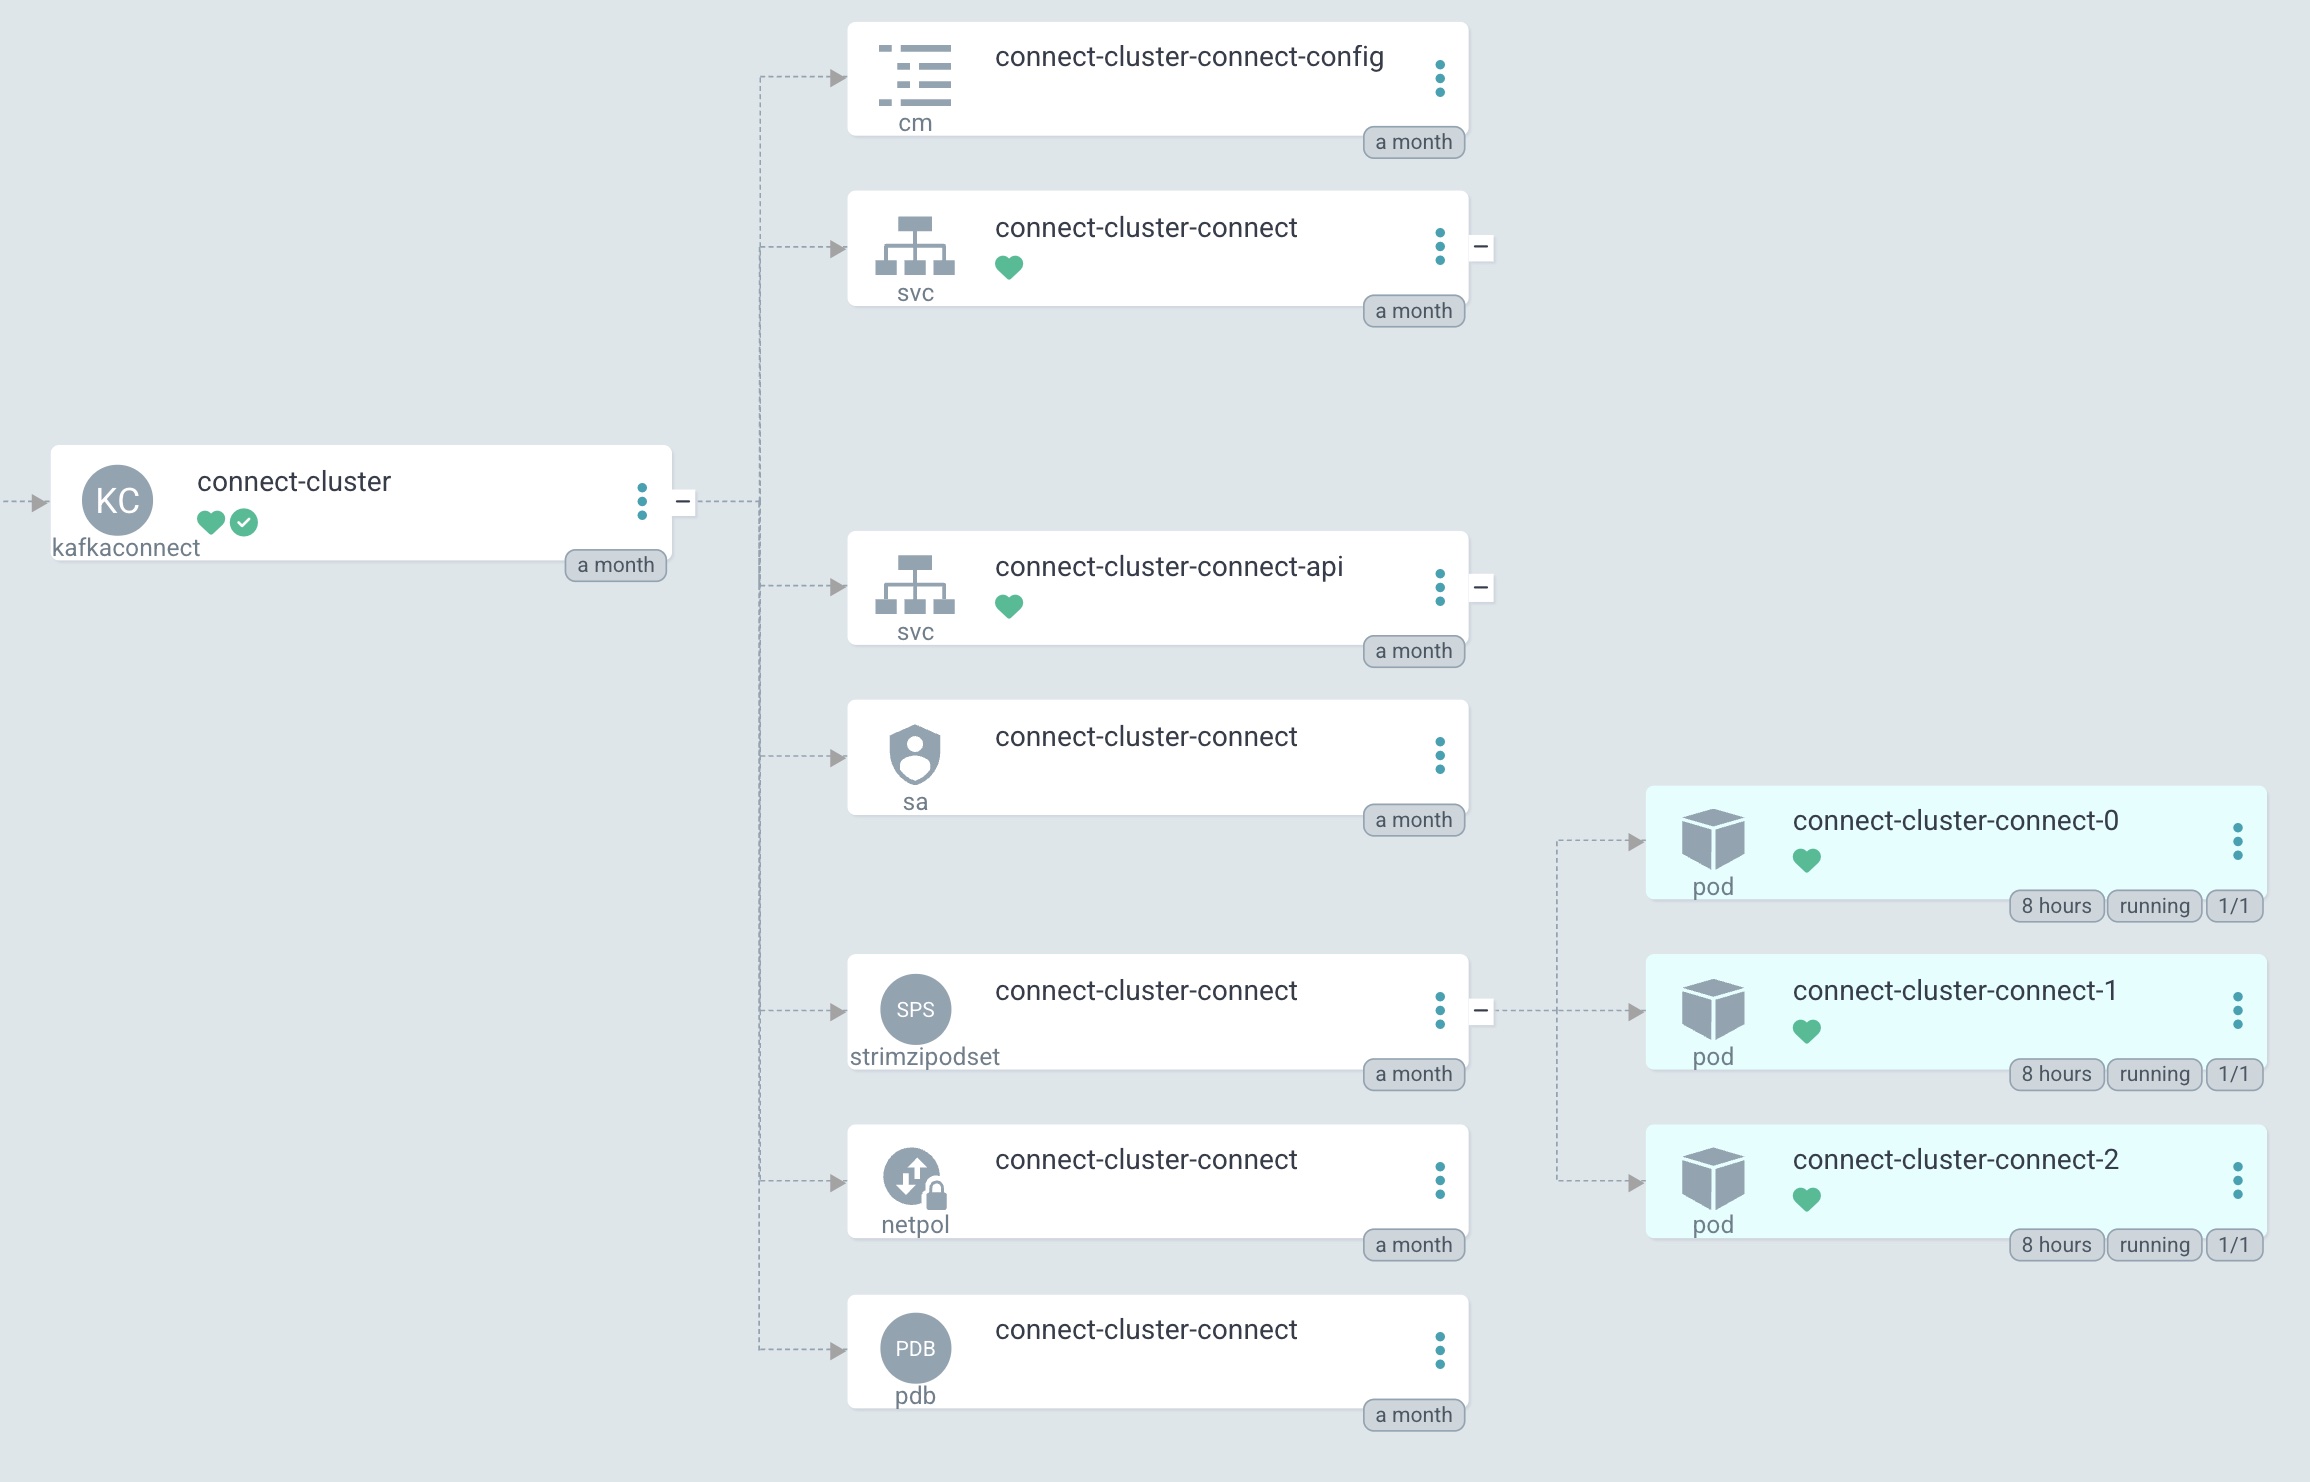 connect-cluster-connect-config
cm
a month
connect-cluster-connect
svc
a month
KC
connect-cluster
kafkaconnect
a month
connect-cluster-connect-api
svc
a month
connect-cluster-connect
sa
a month
connect-cluster-connect-0
pod
8 hours running 1/1
SPS
connect-cluster-connect
strimzipodset
a month
connect-cluster-connect-1
pod
8 hours running 1/1
connect-cluster-connect
netpol
a month
connect-cluster-connect-2
pod
8 hours running 1/1
PDB
connect-cluster-connect
pdb
a month